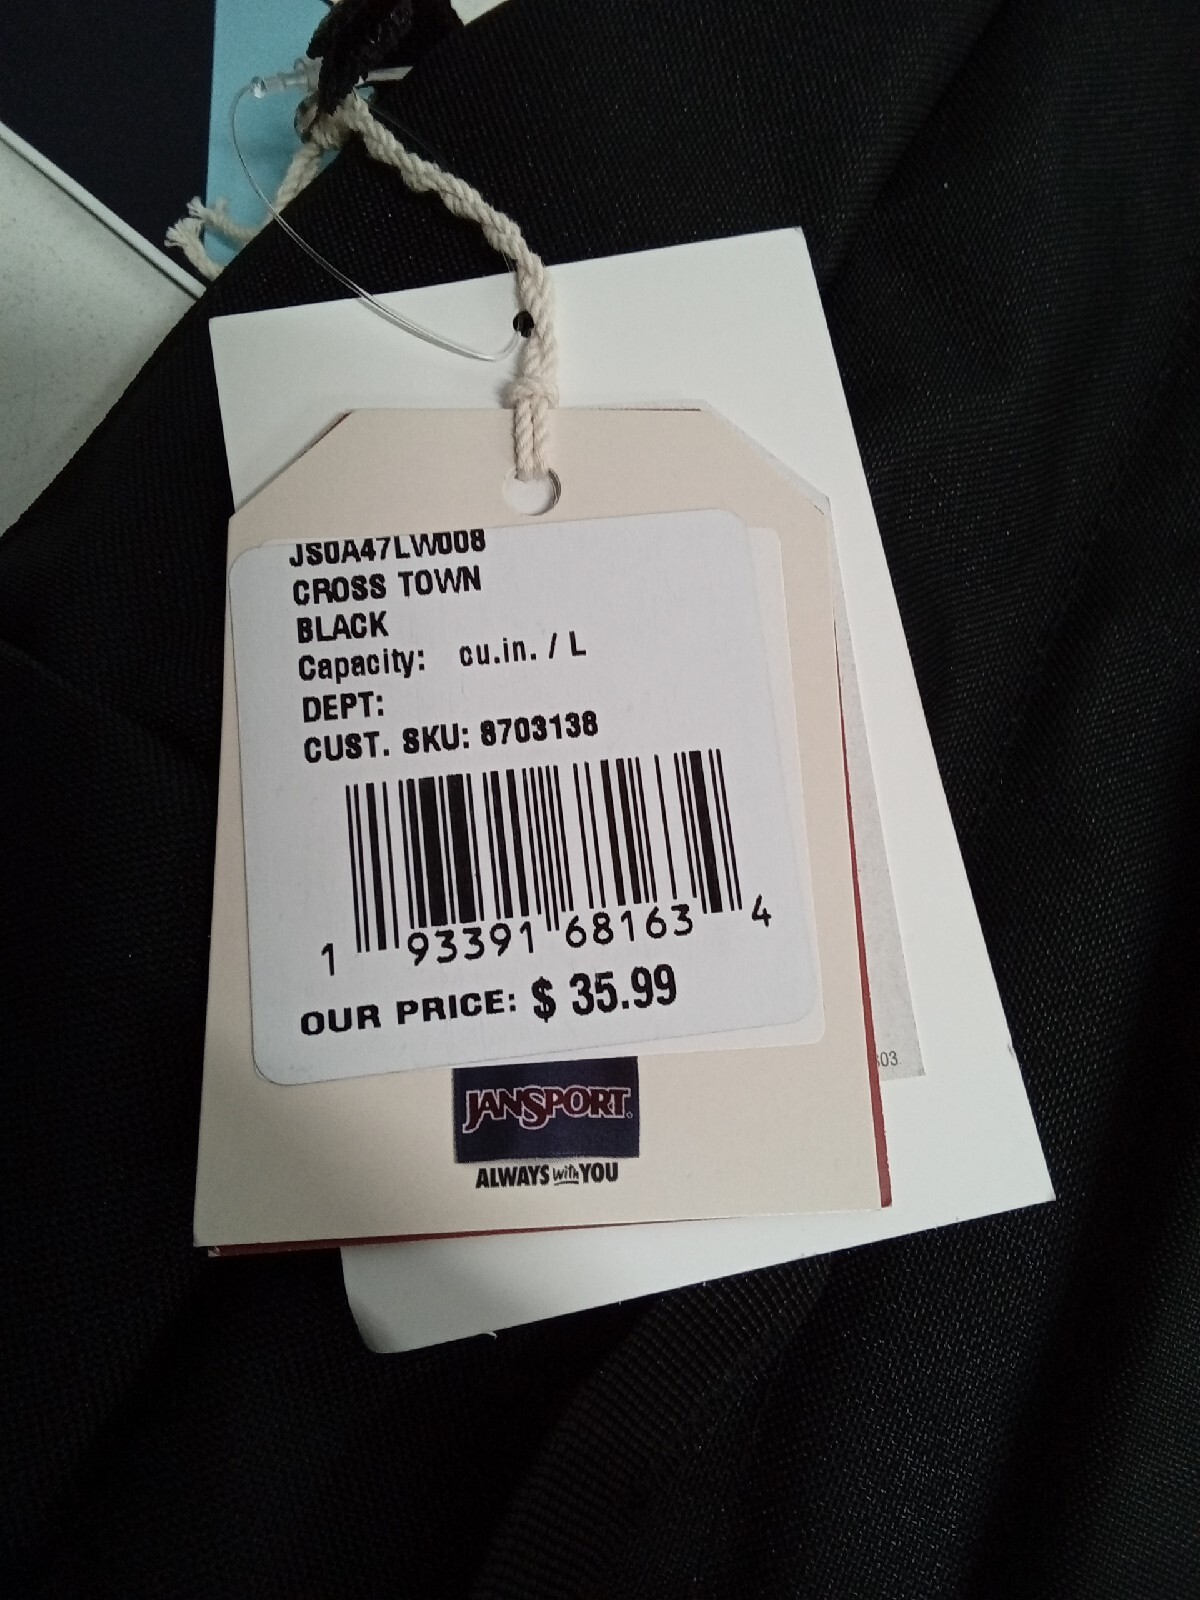 JS0A47LW008
CROSS TOWN
BLACK
Capacity: cu.in. / L
DEPT:
CUST. SKU: 8703138
1 93391 68163 4
OUR PRICE: $ 35.99
JANSPORT.
ALWAYS with YOU